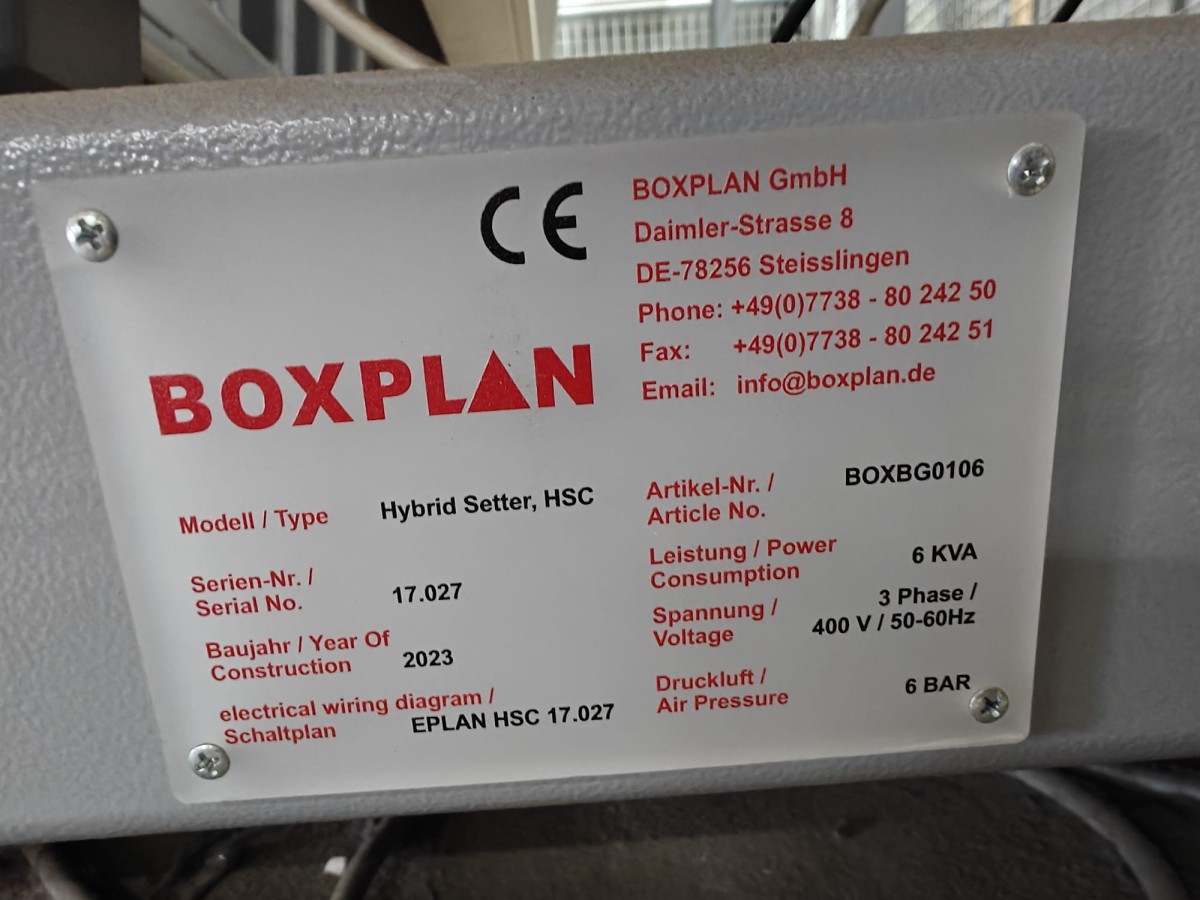 CE
BOXPLAN GmbH
Daimler-Strasse 8
DE-78256 Steisslingen
Phone: +49(0)7738 - 80 242 50
Fax: +49(0)7738 - 80 242 51
Email: info@boxplan.de
BOXPLAN
Modell / Type Hybrid Setter, HSC
Serien-Nr. /
Serial No. 17.027
Baujahr / Year Of
Construction 2023
electrical wiring diagram /
Schaltplan EPLAN HSC 17.027
Artikel-Nr. / BOXBG0106
Article No.
Leistung / Power
Consumption 6 KVA
Spannung / 3 Phase /
Voltage 400 V / 50-60Hz
Druckluft /
Air Pressure 6 BAR